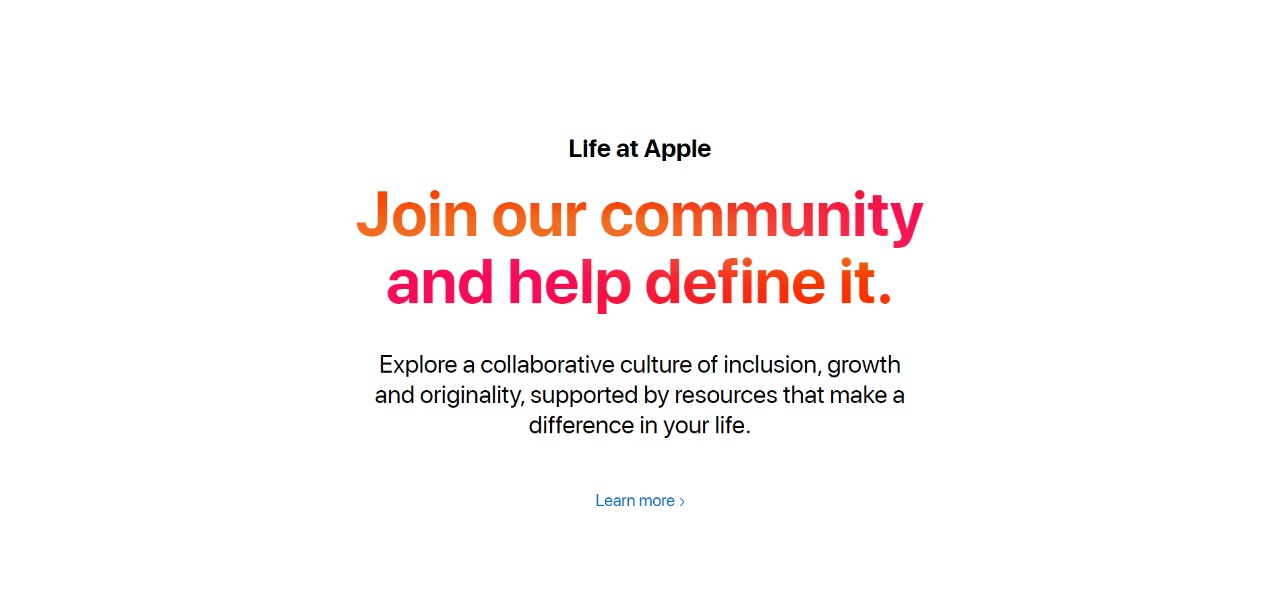 Life at Apple
Join our community
and help define it.
Explore a collaborative culture of inclusion, growth
and originality, supported by resources that make a
difference in your life.
Learn more ›